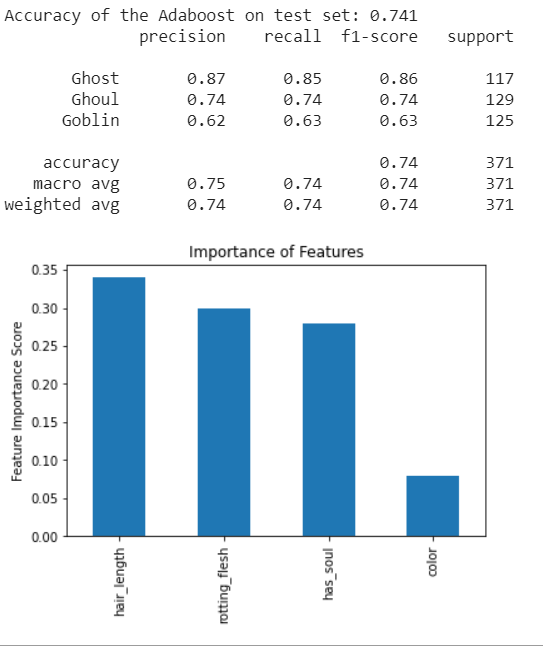 Accuracy of the Adaboost on test set: 0.741
precision recall f1-score support
Ghost 0.87 0.85 0.86 117
Ghoul 0.74 0.74 0.74 129
Goblin 0.62 0.63 0.63 125
accuracy 0.74 371
macro avg 0.75 0.74 0.74 371
weighted avg 0.74 0.74 0.74 371
Importance of Features
Feature Importance Score
0.35
0.30
0.25
0.20
0.15
0.10
0.05
0.00
hair_length
rotting_flesh
has_soul
color